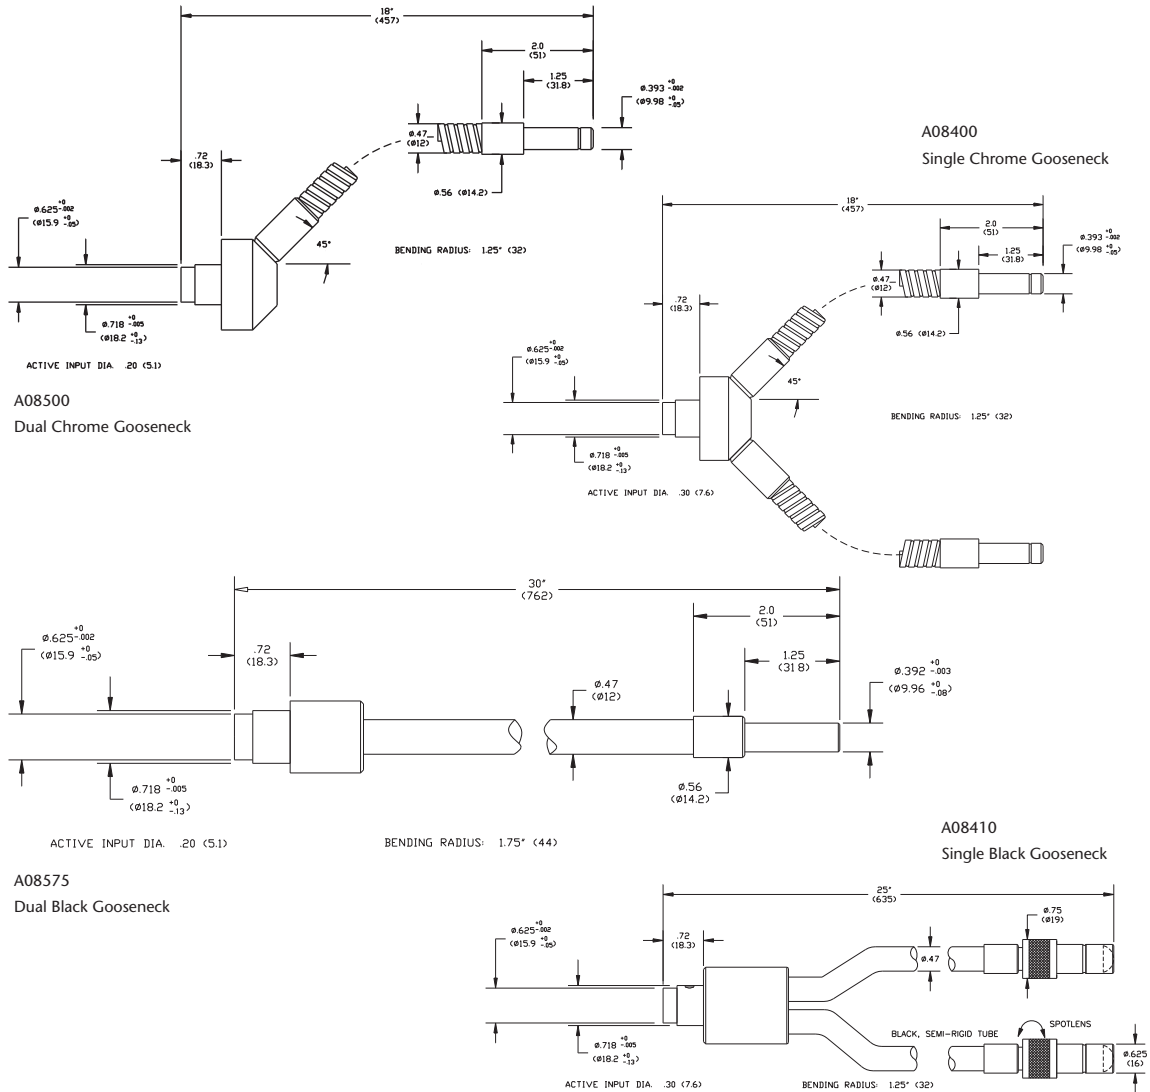 18"
(457)
2.0
(51)
1.25
(31.8)
ø.393 +0 -.002
(ø9.98 +0 -.05)
ø.47
(ø12)
.72
(18.3)
ø.56 (ø14.2)
ø.625 +0 -.002
(ø15.9 +0 -.05)
45°
BENDING RADIUS: 1.25" (32)
ø.718 +0 -.005
(ø18.2 +0 -.13)
ACTIVE INPUT DIA. .20 (5.1)
A08500
Dual Chrome Gooseneck
A08400
Single Chrome Gooseneck
18"
(457)
2.0
(51)
1.25
(31.8)
ø.393 +0 -.002
(ø9.98 +0 -.05)
ø.47
(ø12)
.72
(18.3)
ø.56 (ø14.2)
ø.625 +0 -.002
(ø15.9 +0 -.05)
45°
BENDING RADIUS: 1.25" (32)
ø.718 +0 -.005
(ø18.2 +0 -.13)
ACTIVE INPUT DIA. .30 (7.6)
30"
(762)
2.0
(51)
ø.625 +0 -.002
(ø15.9 +0 -.05)
.72
(18.3)
1.25
(31 8)
ø.392 +0 -.003
(ø9.96 +0 -.08)
ø.47
(ø12)
ø.718 +0 -.005
(ø18.2 +0 -.13)
ø.56
(ø14.2)
ACTIVE INPUT DIA. .20 (5.1)
BENDING RADIUS: 1.75" (44)
A08575
Dual Black Gooseneck
A08410
Single Black Gooseneck
25"
(635)
ø.75
(ø19)
ø.625 +0 -.002
(ø15.9 +0 -.05)
.72
(18.3)
ø.47
BLACK, SEMI-RIGID TUBE
SPOTLENS
ø.718 +0 -.005
(ø18.2 +0 -.13)
ø.625
(16)
ACTIVE INPUT DIA. .30 (7.6)
BENDING RADIUS: 1.25" (32)